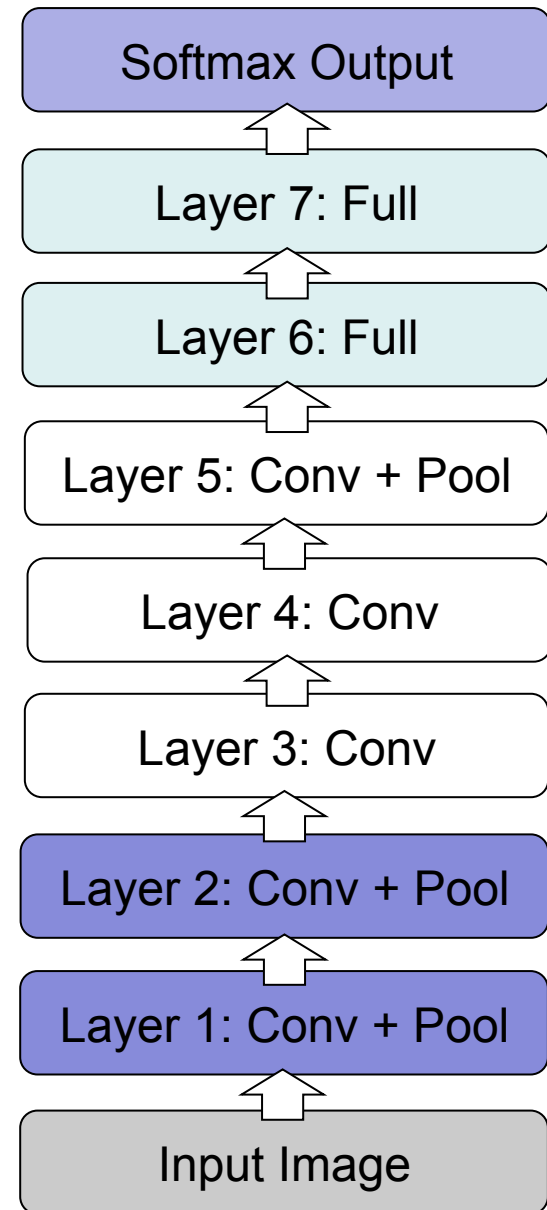 Softmax Output
Layer 7: Full
Layer 6: Full
Layer 5: Conv + Pool
Layer 4: Conv
Layer 3: Conv
Layer 2: Conv + Pool
Layer 1: Conv + Pool
Input Image